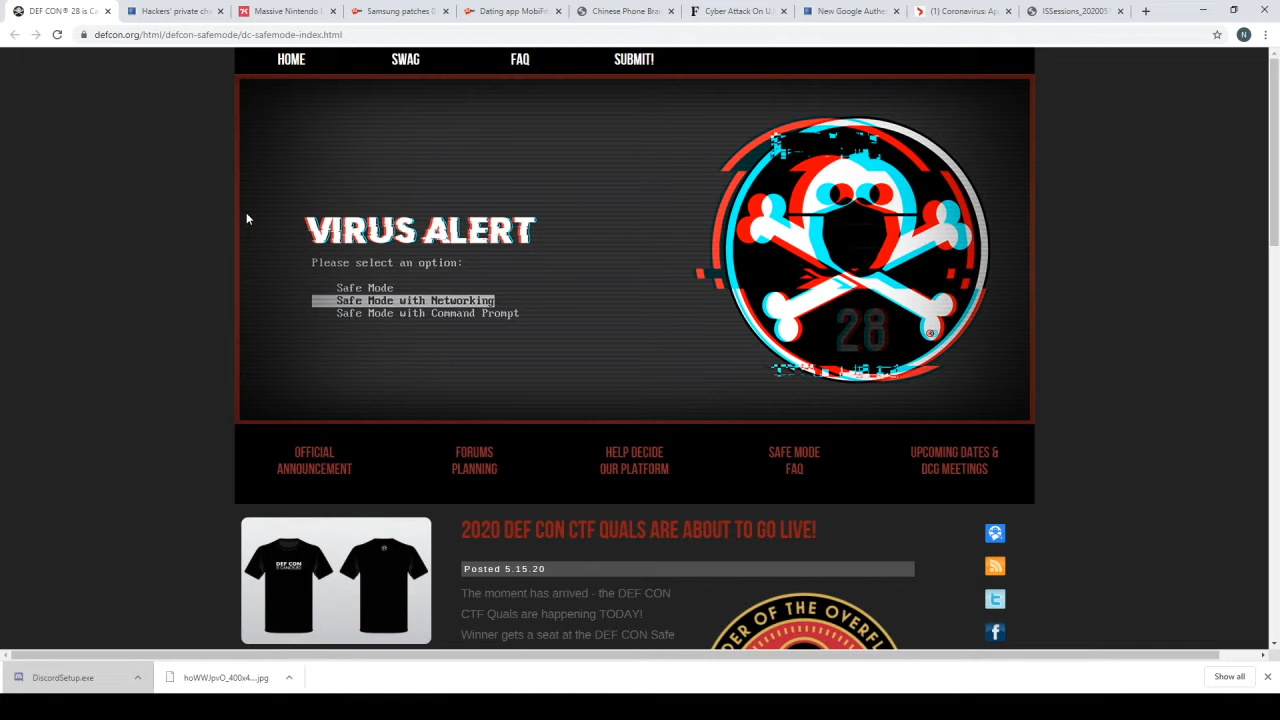 DEF CON® 28 is Ca
Hackers' private cha
Massive Nintendo L
Samsung patches 0
Dating app MobiFri
Chinese Phone Bran
Cyber Attack On U.
New Google Authe
(1) Coronavirus: Ap
ISSessions_202005
defcon.org/html/defcon-safemode/dc-safemode-index.html
N
HOME
SWAG
FAQ
SUBMIT!
VIRUS ALERT
Please select an option:
Safe Mode
Safe Mode with Networking
Safe Mode with Command Prompt
28
OFFICIAL
ANNOUNCEMENT
FORUMS
PLANNING
HELP DECIDE
OUR PLATFORM
SAFE MODE
FAQ
UPCOMING DATES &
DCG MEETINGS
DEF CON
2020 DEF CON CTF QUALS ARE ABOUT TO GO LIVE!
Posted 5.15.20
The moment has arrived - the DEF CON
CTF Quals are happening TODAY!
Winner gets a seat at the DEF CON Safe
DER OF THE OVERFL
DiscordSetup.exe
hoWWJpvO_400x4....jpg
Show all